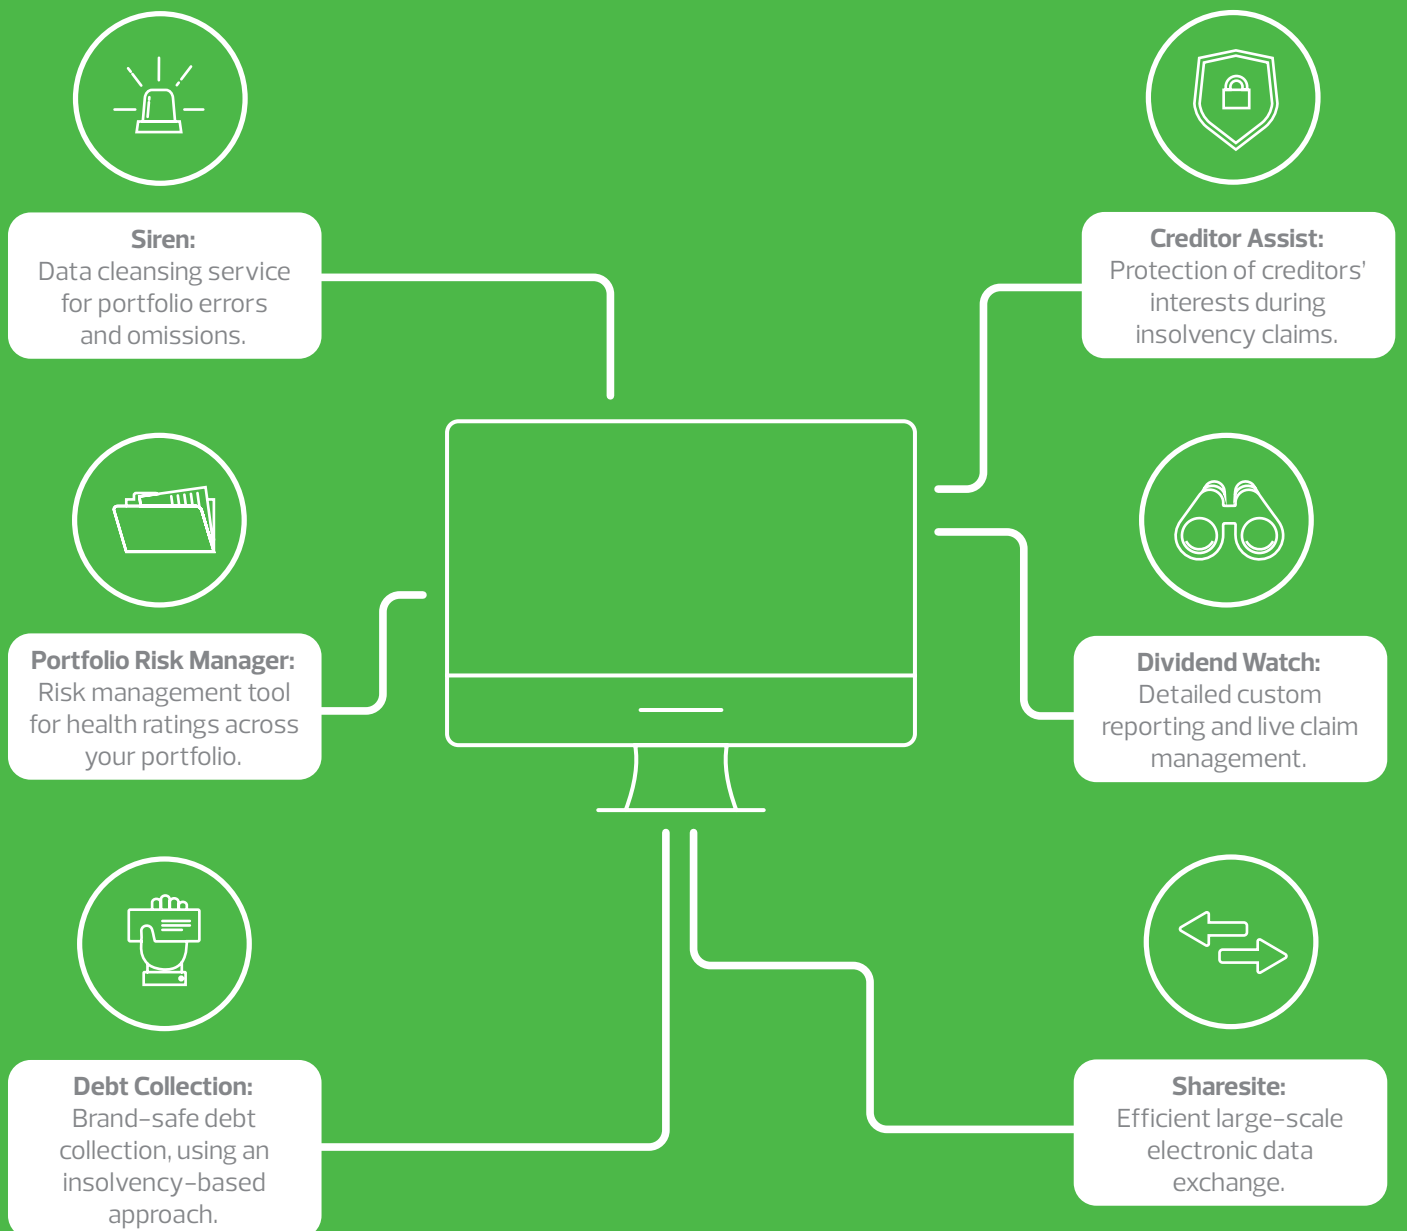 Siren:
Data cleansing service
for portfolio errors
and omissions.
Creditor Assist:
Protection of creditors’
interests during
insolvency claims.
Portfolio Risk Manager:
Risk management tool
for health ratings across
your portfolio.
Dividend Watch:
Detailed custom
reporting and live claim
management.
Debt Collection:
Brand-safe debt
collection, using an
insolvency-based
approach.
Sharesite:
Efficient large-scale
electronic data
exchange.